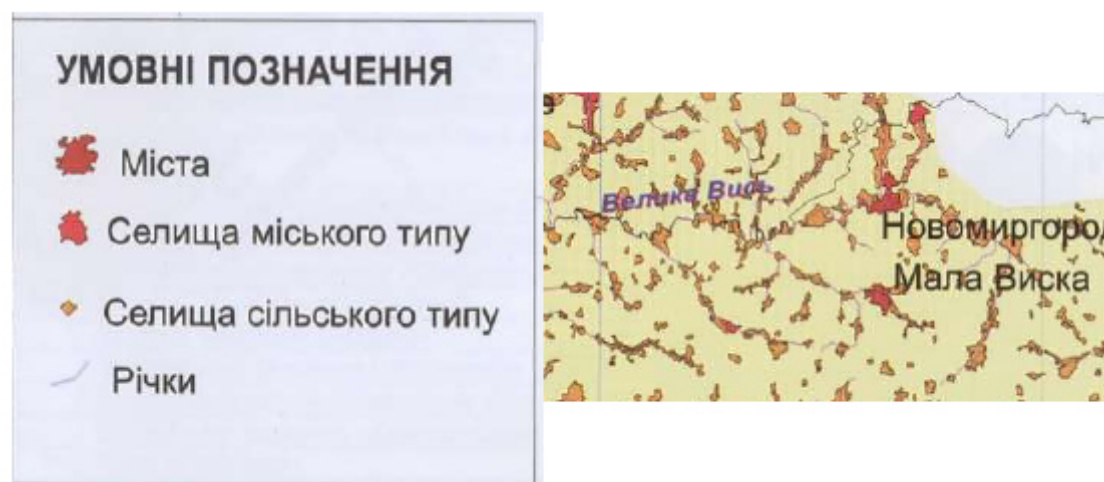 УМОВНІ ПОЗНАЧЕННЯ
Міста
Селища міського типу
Селища сільського типу
Річки
е
Велика Вись
Новомиргород
Мала Виска